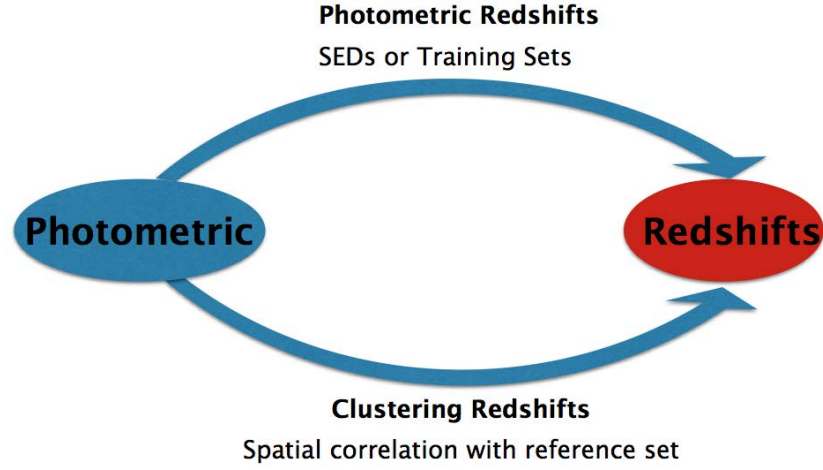 Photometric Redshifts
SEDs or Training Sets
Photometric
Redshifts
Clustering Redshifts
Spatial correlation with reference set